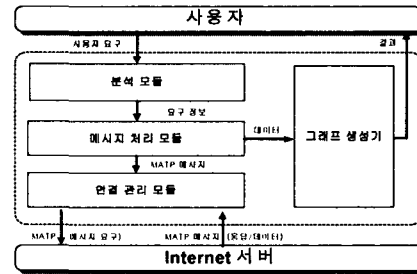 사용자
사용자 요구
결과
분석 모듈
요구 정보
메시지 처리 모듈
데이터
그래프 생성기
MATP 메시지
연결 관리 모듈
MATP 메시지 요구)
MATP 메시지 (응답/데이터)
Internet 서버